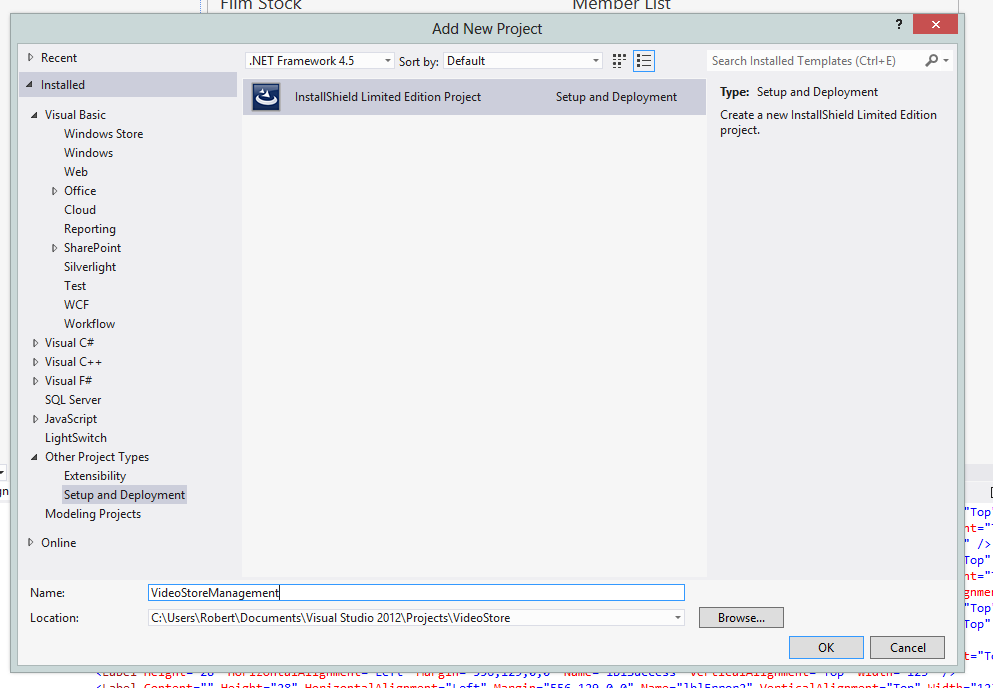 Film Stock Member List
Add New Project
?
Recent
.NET Framework 4.5 Sort by: Default
Search Installed Templates (Ctrl+E)
Installed
InstallShield Limited Edition Project Setup and Deployment
Type: Setup and Deployment
Create a new InstallShield Limited Edition
project.
Visual Basic
Windows Store
Windows
Web
Office
Cloud
Reporting
SharePoint
Silverlight
Test
WCF
Workflow
Visual C#
Visual C++
Visual F#
SQL Server
JavaScript
LightSwitch
Other Project Types
Extensibility
Setup and Deployment
Modeling Projects
Online
Name: VideoStoreManagement
Location: C:\Users\Robert\Documents\Visual Studio 2012\Projects\VideoStore
Browse...
OK Cancel
"Top"
" />
Top"
"Top"
Top"